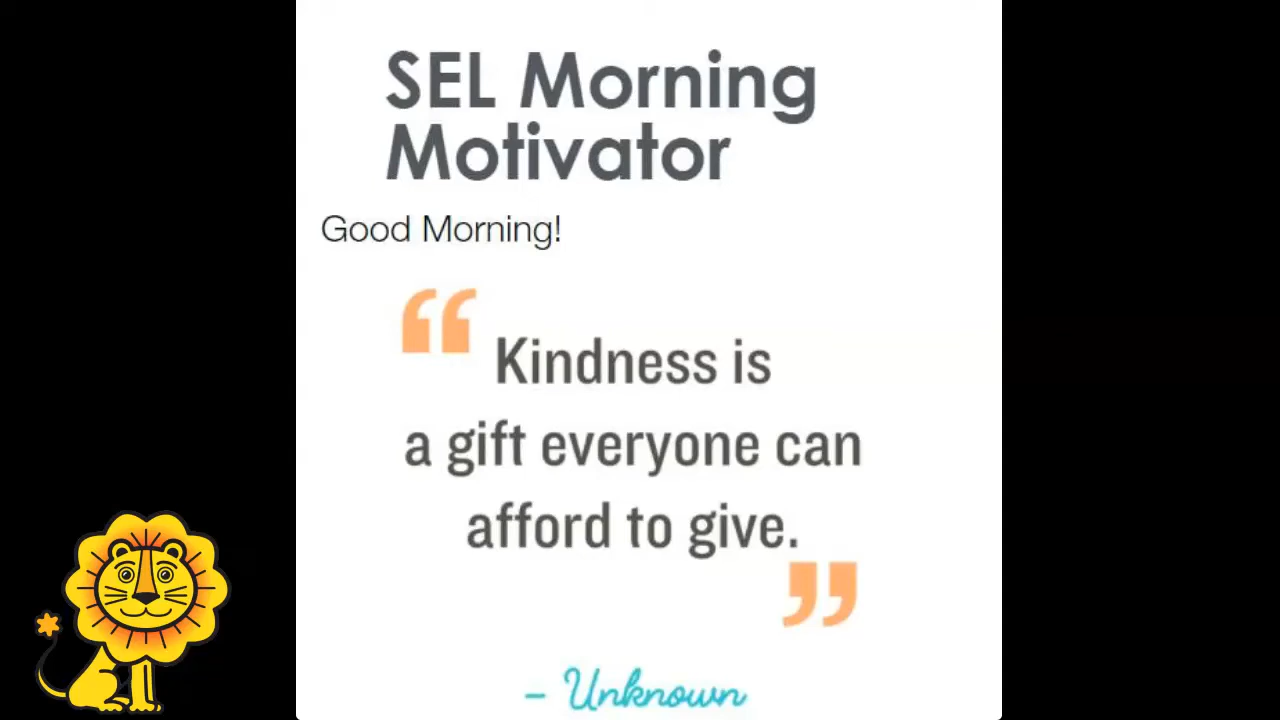 SEL Morning
Motivator
Good Morning!
“ Kindness is
a gift everyone can
afford to give.
”
– Unknown